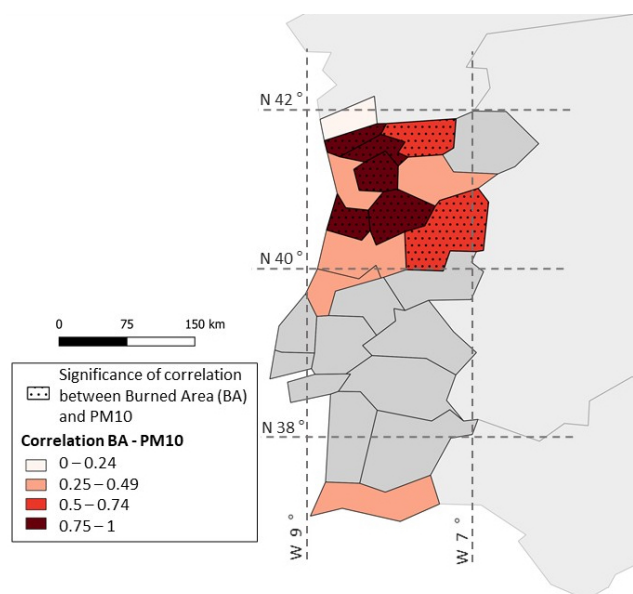 N 42°
N 40°
0 75 150 km
Significance of correlation
between Burned Area (BA)
and PM10
Correlation BA - PM10
0 – 0.24
0.25 – 0.49
0.5 – 0.74
0.75 – 1
N 38°
W 9°
W 7°